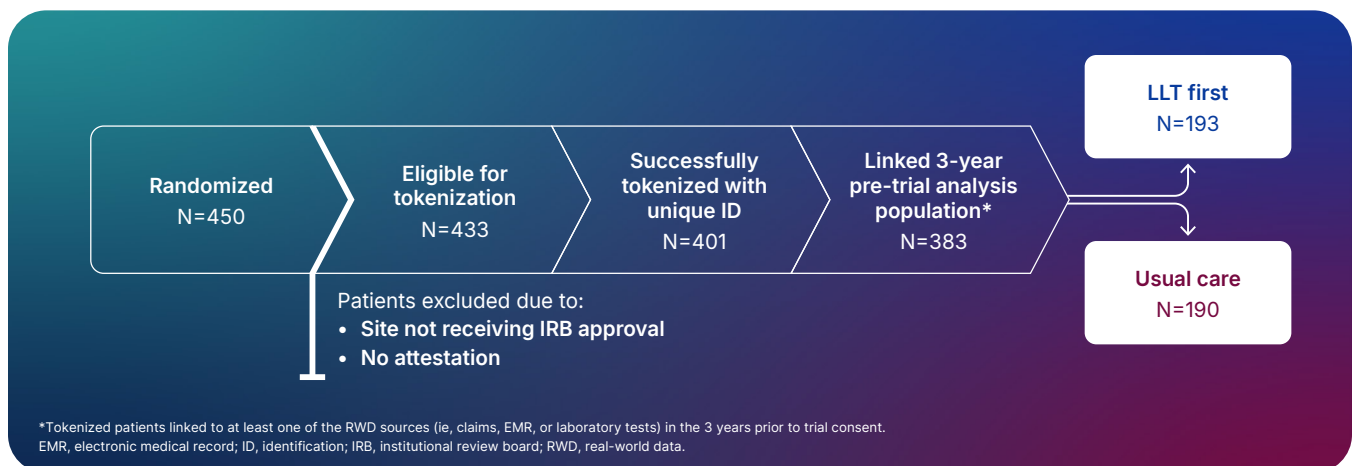 Randomized
N=450
Eligible for
tokenization
N=433
Successfully
tokenized with
unique ID
N=401
Linked 3-year
pre-trial analysis
population*
N=383
LLT first
N=193
Usual care
N=190
Patients excluded due to:
• Site not receiving IRB approval
• No attestation
*Tokenized patients linked to at least one of the RWD sources (ie, claims, EMR, or laboratory tests) in the 3 years prior to trial consent.
EMR, electronic medical record; ID, identification; IRB, institutional review board; RWD, real-world data.